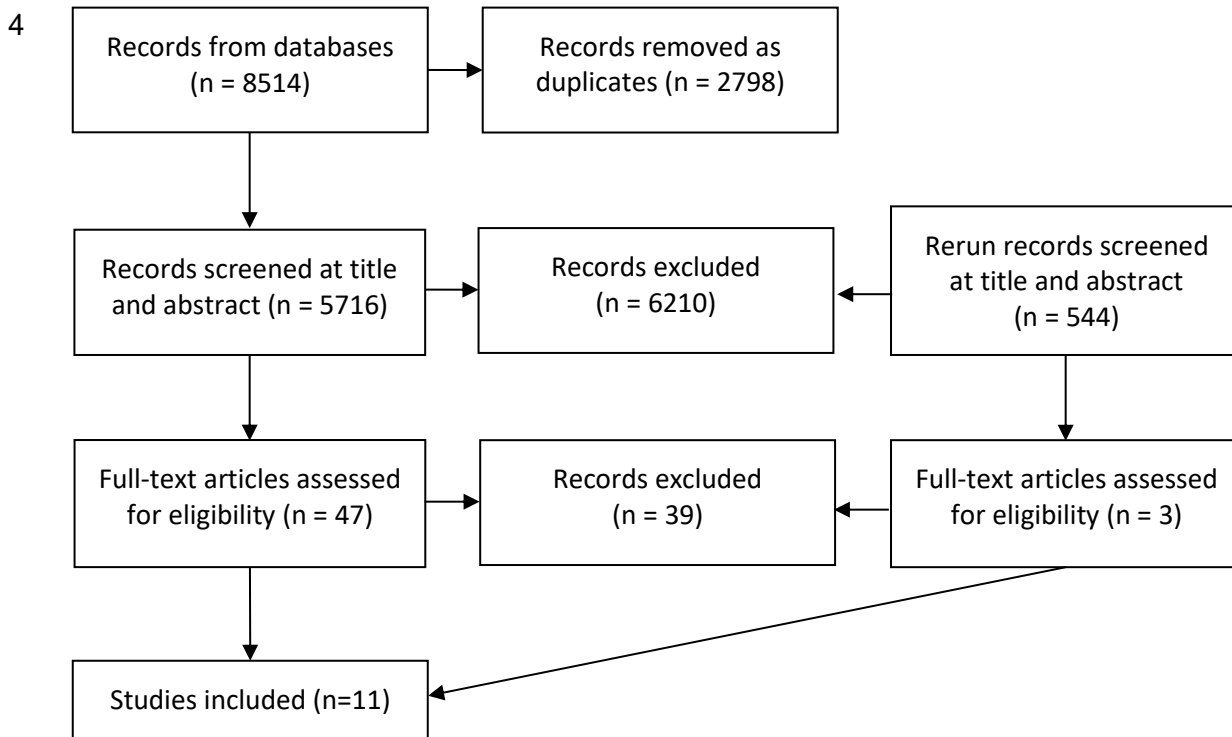 4
Records from databases
(n = 8514)
Records removed as
duplicates (n = 2798)
Records screened at title
and abstract (n = 5716)
Records excluded
(n = 6210)
Rerun records screened
at title and abstract
(n = 544)
Full-text articles assessed
for eligibility (n = 47)
Records excluded
(n = 39)
Full-text articles assessed
for eligibility (n = 3)
Studies included (n=11)